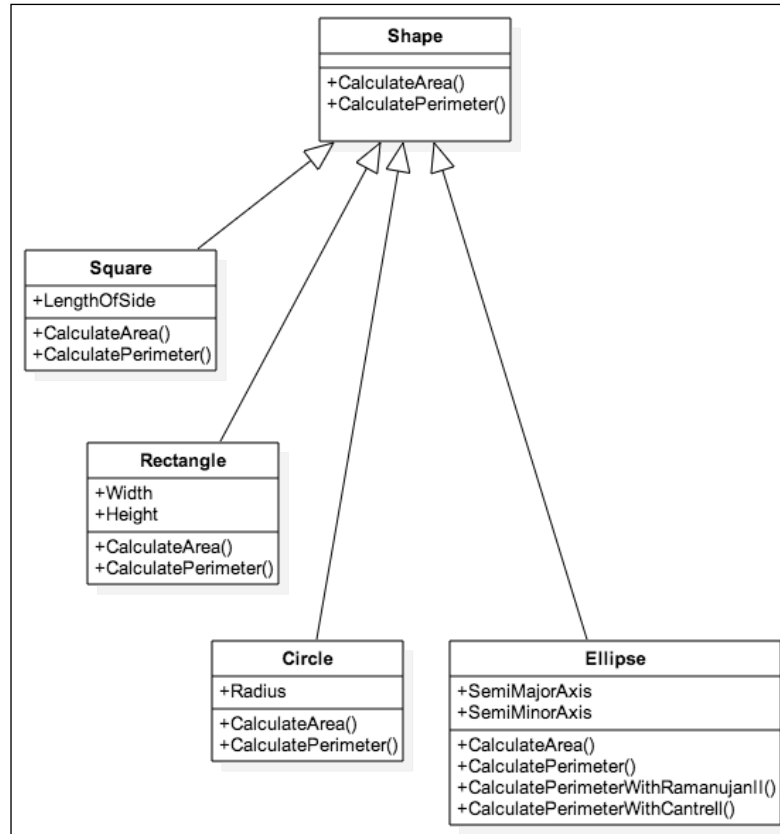 Shape
+CalculateArea()
+CalculatePerimeter()
Square
+LengthOfSide
+CalculateArea()
+CalculatePerimeter()
Rectangle
+Width
+Height
+CalculateArea()
+CalculatePerimeter()
Circle
+Radius
+CalculateArea()
+CalculatePerimeter()
Ellipse
+SemiMajorAxis
+SemiMinorAxis
+CalculateArea()
+CalculatePerimeter()
+CalculatePerimeterWithRamanujanII()
+CalculatePerimeterWithCantrell()